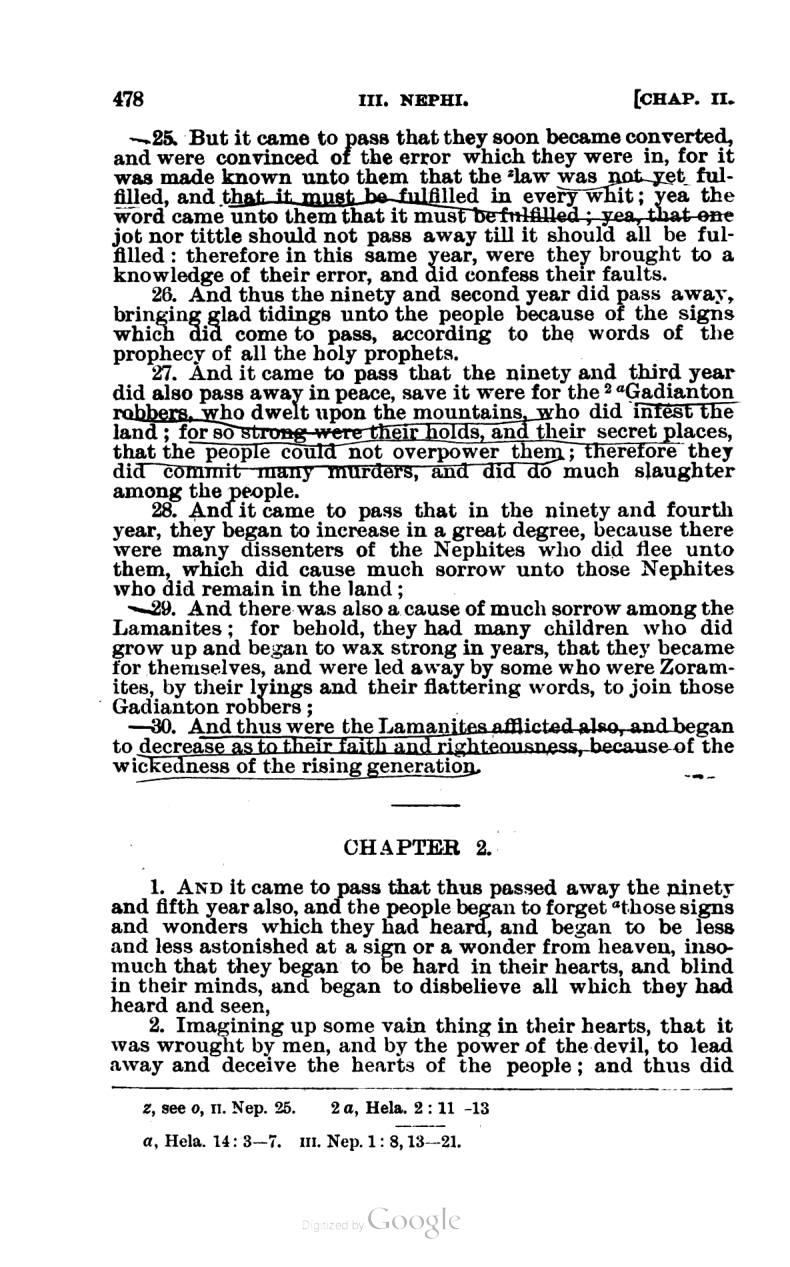 478 III. NEPHI. [CHAP. II.
25. But it came to pass that they soon became converted,
and were convinced of the error which they were in, for it
was made known unto them that the ᶻlaw was not yet ful-
filled, and that it must be fulfilled in every whit; yea the
word came unto them that it must be fulfilled; yea, that one
jot nor tittle should not pass away till it should all be ful-
filled: therefore in this same year, were they brought to a
knowledge of their error, and did confess their faults.
26. And thus the ninety and second year did pass away,
bringing glad tidings unto the people because of the signs
which did come to pass, according to the words of the
prophecy of all the holy prophets.
27. And it came to pass that the ninety and third year
did also pass away in peace, save it were for the ² ᵃGadianton
robbers, who dwelt upon the mountains, who did infest the
land; for so strong were their holds, and their secret places,
that the people could not overpower them; therefore they
did commit many murders, and did do much slaughter
among the people.
28. And it came to pass that in the ninety and fourth
year, they began to increase in a great degree, because there
were many dissenters of the Nephites who did flee unto
them, which did cause much sorrow unto those Nephites
who did remain in the land;
29. And there was also a cause of much sorrow among the
Lamanites; for behold, they had many children who did
grow up and began to wax strong in years, that they became
for themselves, and were led away by some who were Zoram-
ites, by their lyings and their flattering words, to join those
Gadianton robbers;
30. And thus were the Lamanites afflicted also, and began
to decrease as to their faith and righteousness, because of the
wickedness of the rising generation.
CHAPTER 2.
1. AND it came to pass that thus passed away the ninety
and fifth year also, and the people began to forget ᵃthose signs
and wonders which they had heard, and began to be less
and less astonished at a sign or a wonder from heaven, inso-
much that they began to be hard in their hearts, and blind
in their minds, and began to disbelieve all which they had
heard and seen,
2. Imagining up some vain thing in their hearts, that it
was wrought by men, and by the power of the devil, to lead
away and deceive the hearts of the people; and thus did
z, see o, II. Nep. 25. 2 a, Hela. 2: 11 -13
a, Hela. 14: 3—7. III. Nep. 1: 8, 13—21.
Digitized by Google